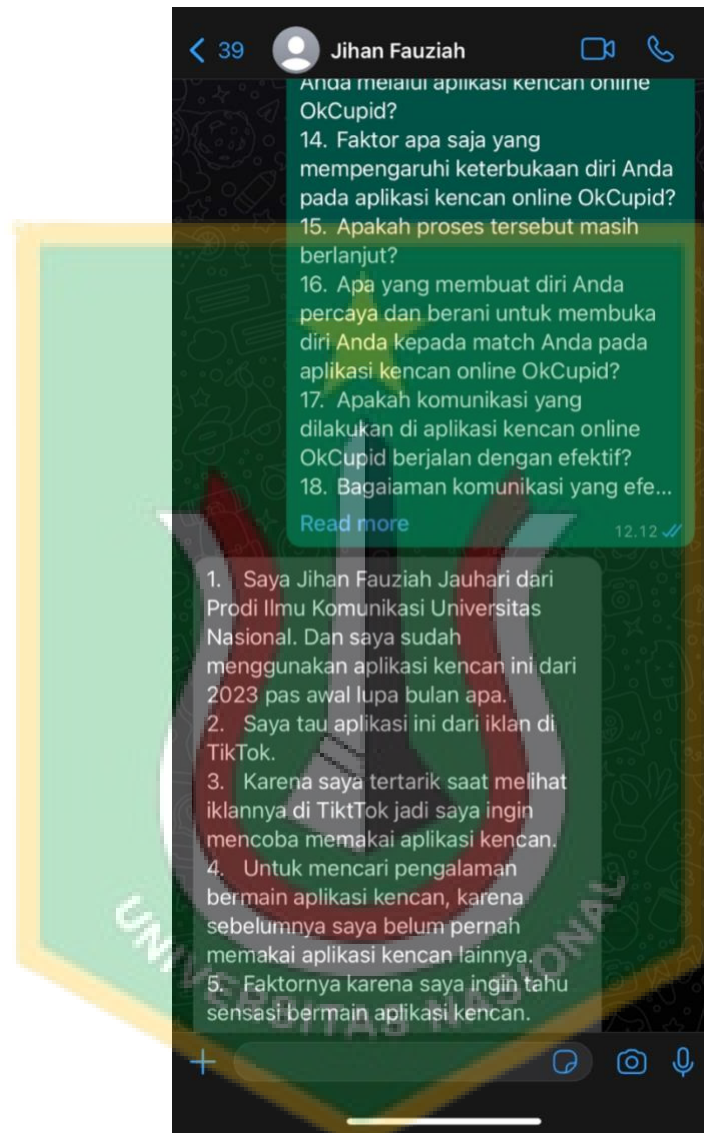 39
Jihan Fauziah
Anda melalui aplikasi kencan online
OkCupid?
14. Faktor apa saja yang
mempengaruhi keterbukaan diri Anda
pada aplikasi kencan online OkCupid?
15. Apakah proses tersebut masih
berlanjut?
16. Apa yang membuat diri Anda
percaya dan berani untuk membuka
diri Anda kepada match Anda pada
aplikasi kencan online OkCupid?
17. Apakah komunikasi yang
dilakukan di aplikasi kencan online
OkCupid berjalan dengan efektif?
18. Bagaiaman komunikasi yang efe...
Read more
12.12
1. Saya Jihan Fauziah Jauhari dari
Prodi Ilmu Komunikasi Universitas
Nasional. Dan saya sudah
menggunakan aplikasi kencan ini dari
2023 pas awal lupa bulan apa.
2. Saya tau aplikasi ini dari iklan di
TikTok.
3. Karena saya tertarik saat melihat
iklannya di TiktTok jadi saya ingin
mencoba memakai aplikasi kencan.
4. Untuk mencari pengalaman
bermain aplikasi kencan, karena
sebelumnya saya belum pernah
memakai aplikasi kencan lainnya.
5. Faktornya karena saya ingin tahu
sensasi bermain aplikasi kencan.
UNIVERSITAS NASIONAL